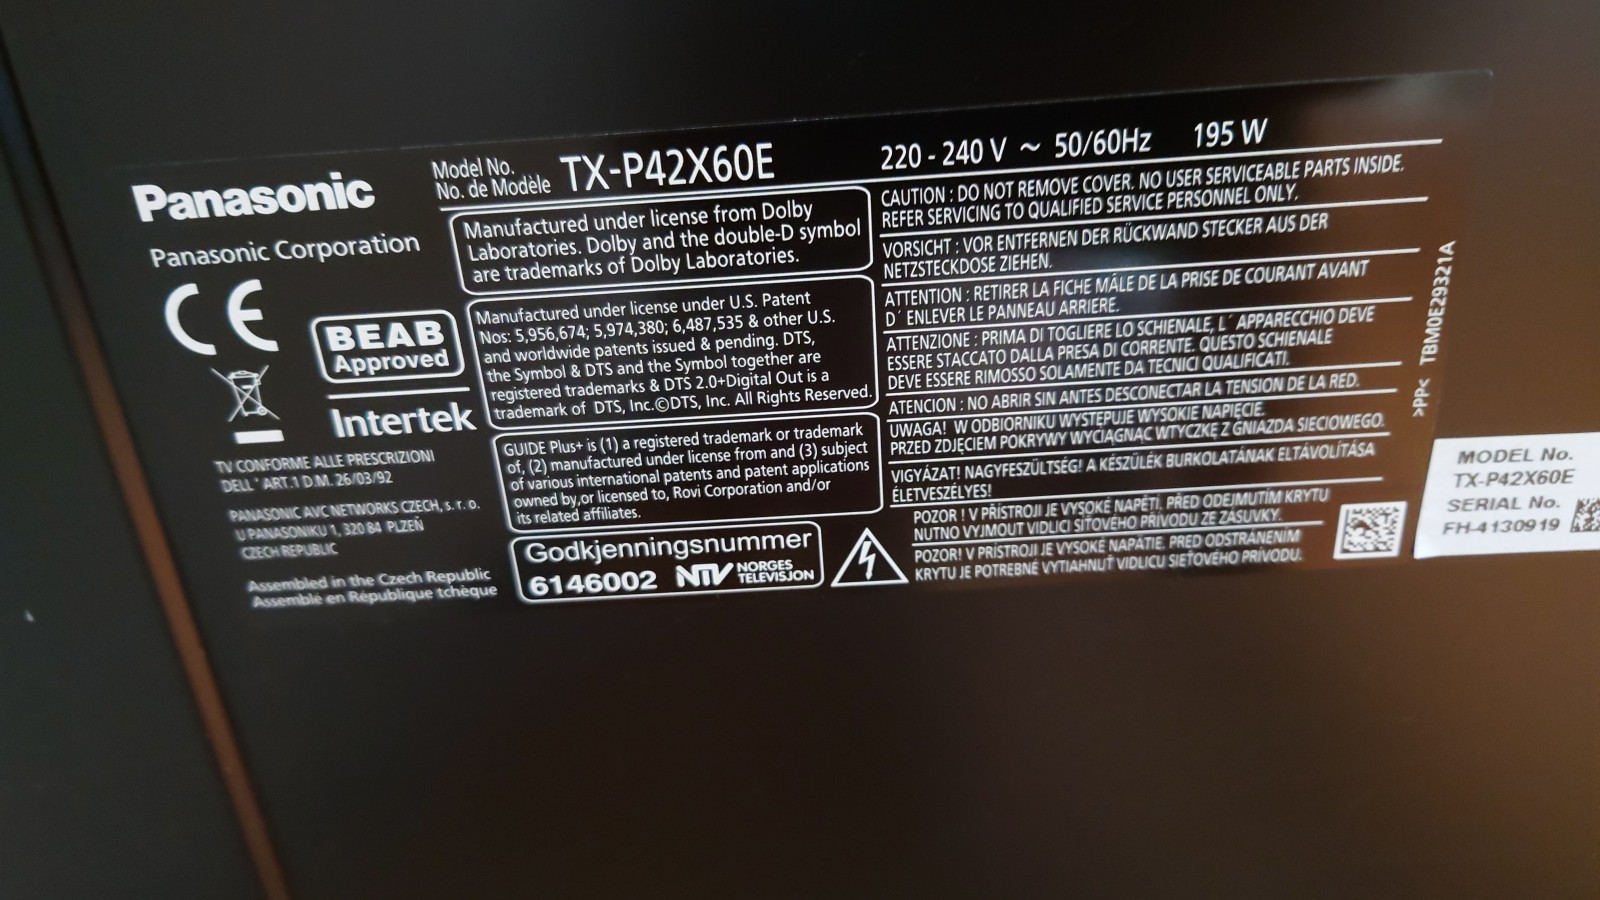 Panasonic
Panasonic Corporation
Model No.
No. de Modèle
TX-P42X60E
220 - 240 V ~ 50/60Hz 195 W
CE
BEAB
Approved
Intertek
TV CONFORME ALLE PRESCRIZIONI
DELL' ART.1 D.M. 26/03/92
PANASONIC AVC NETWORKS CZECH, s. r. o.
U PANASONIKU 1, 320 84 PLZEŇ
CZECH REPUBLIC
Assembled in the Czech Republic
Assemblé en République tchèque
Manufactured under license from Dolby
Laboratories. Dolby and the double-D symbol
are trademarks of Dolby Laboratories.
Manufactured under license under U.S. Patent
Nos: 5,956,674; 5,974,380; 6,487,535 & other U.S.
and worldwide patents issued & pending. DTS,
the Symbol & DTS and the Symbol together are
registered trademarks & DTS 2.0+Digital Out is a
trademark of DTS, Inc.©DTS, Inc. All Rights Reserved.
GUIDE Plus+ is (1) a registered trademark or trademark
of, (2) manufactured under license from and (3) subject
of various international patents and patent applications
owned by,or licensed to, Rovi Corporation and/or
its related affiliates.
Godkjenningsnummer
6146002 NTV NORGES
TELEVISJON
CAUTION : DO NOT REMOVE COVER. NO USER SERVICEABLE PARTS INSIDE.
REFER SERVICING TO QUALIFIED SERVICE PERSONNEL ONLY.
VORSICHT : VOR ENTFERNEN DER RÜCKWAND STECKER AUS DER
NETZSTECKDOSE ZIEHEN.
ATTENTION : RETIRER LA FICHE MÂLE DE LA PRISE DE COURANT AVANT
D´ ENLEVER LE PANNEAU ARRIERE.
ATTENZIONE : PRIMA DI TOGLIERE LO SCHIENALE, L´ APPARECCHIO DEVE
ESSERE STACCATO DALLA PRESA DI CORRENTE. QUESTO SCHIENALE
DEVE ESSERE RIMOSSO SOLAMENTE DA TECNICI QUALIFICATI.
ATENCION : NO ABRIR SIN ANTES DESCONECTAR LA TENSION DE LA RED.
UWAGA! W ODBIORNIKU WYSTĘPUJE WYSOKIE NAPIĘCIE.
PRZED ZDJĘCIEM POKRYWY WYCIĄGNĄĆ WTYCZKĘ Z GNIAZDA SIECIOWEGO.
VIGYÁZAT! NAGYFESZÜLTSÉG! A KÉSZÜLÉK BURKOLATÁNAK ELTÁVOLÍTÁSA
ÉLETVESZÉLYES!
POZOR ! V PŘÍSTROJI JE VYSOKÉ NAPĚTÍ. PŘED ODEJMUTÍM KRYTU
NUTNO VYJMOUT VIDLICI SÍŤOVÉHO PŘÍVODU ZE ZÁSUVKY.
POZOR! V PRÍSTROJI JE VYSOKÉ NAPÄTIE. PRED ODSTRÁNENÍM
KRYTU JE POTREBNÉ VYTIAHNUŤ VIDLICU SIEŤOVÉHO PRÍVODU.
>PP< TBM0E29321A
MODEL No.
TX-P42X60E
SERIAL No.
FH-4130919